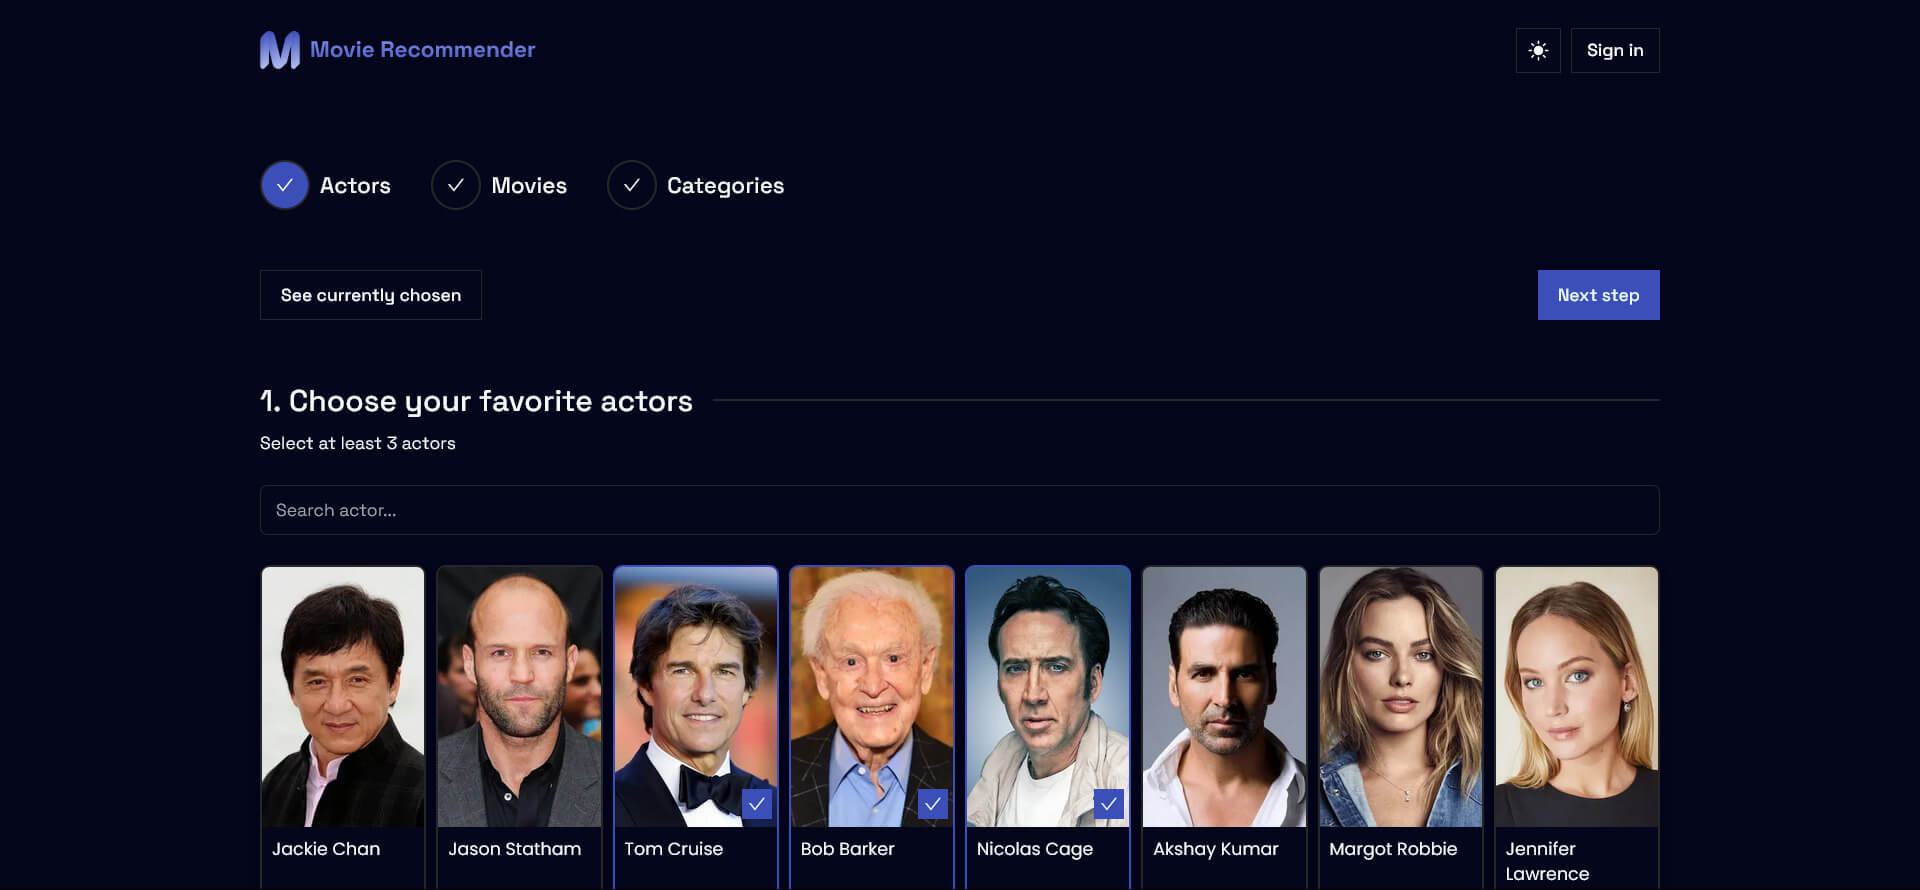 Movie Recommender
Sign in
Actors
Movies
Categories
See currently chosen
Next step
1. Choose your favorite actors
Select at least 3 actors
Search actor...
Jackie Chan
Jason Statham
Tom Cruise
Bob Barker
Nicolas Cage
Akshay Kumar
Margot Robbie
Jennifer
Lawrence